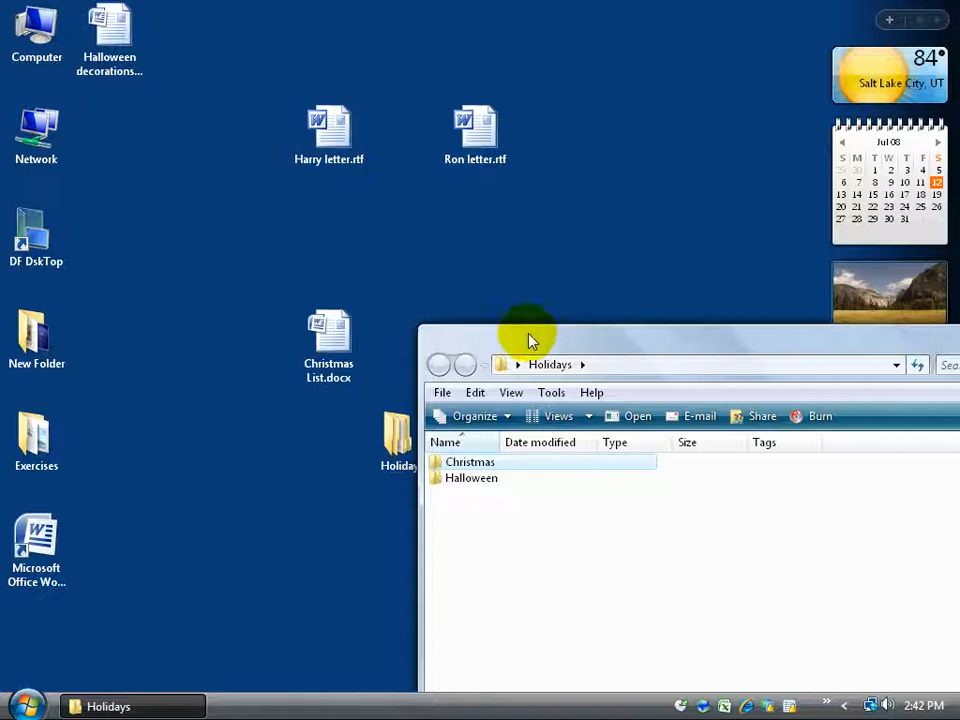 Computer
Halloween
decorations...
Network
Harry letter.rtf
Ron letter.rtf
DF DskTop
New Folder
Christmas
List.docx
Exercises
Microsoft
Office Wo...
84°
Salt Lake City, UT
Jul 08
S M T W T F S
29 30 1 2 3 4 5
6 7 8 9 10 11 12
13 14 15 16 17 18 19
20 21 22 23 24 25 26
27 28 29 30 31
Holiday
Holidays
Sea
File Edit View Tools Help
Organize Views Open E-mail Share Burn
Name Date modified Type Size Tags
Christmas
Halloween
Holidays
2:42 PM